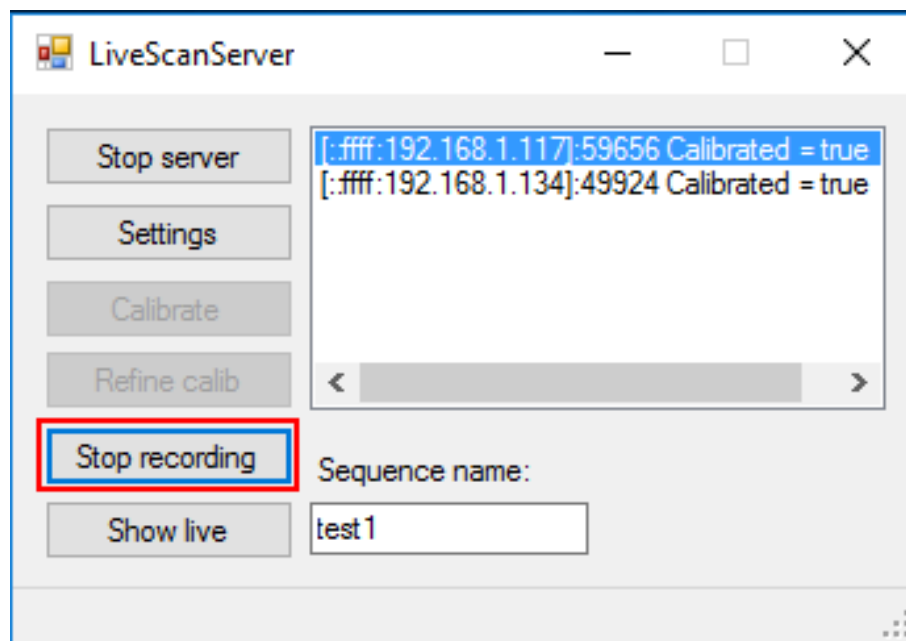 LiveScanServer
Stop server
Settings
Calibrate
Refine calib
Stop recording
Show live
[::ffff:192.168.1.117]:59656 Calibrated = true
[::ffff:192.168.1.134]:49924 Calibrated = true
Sequence name:
test1